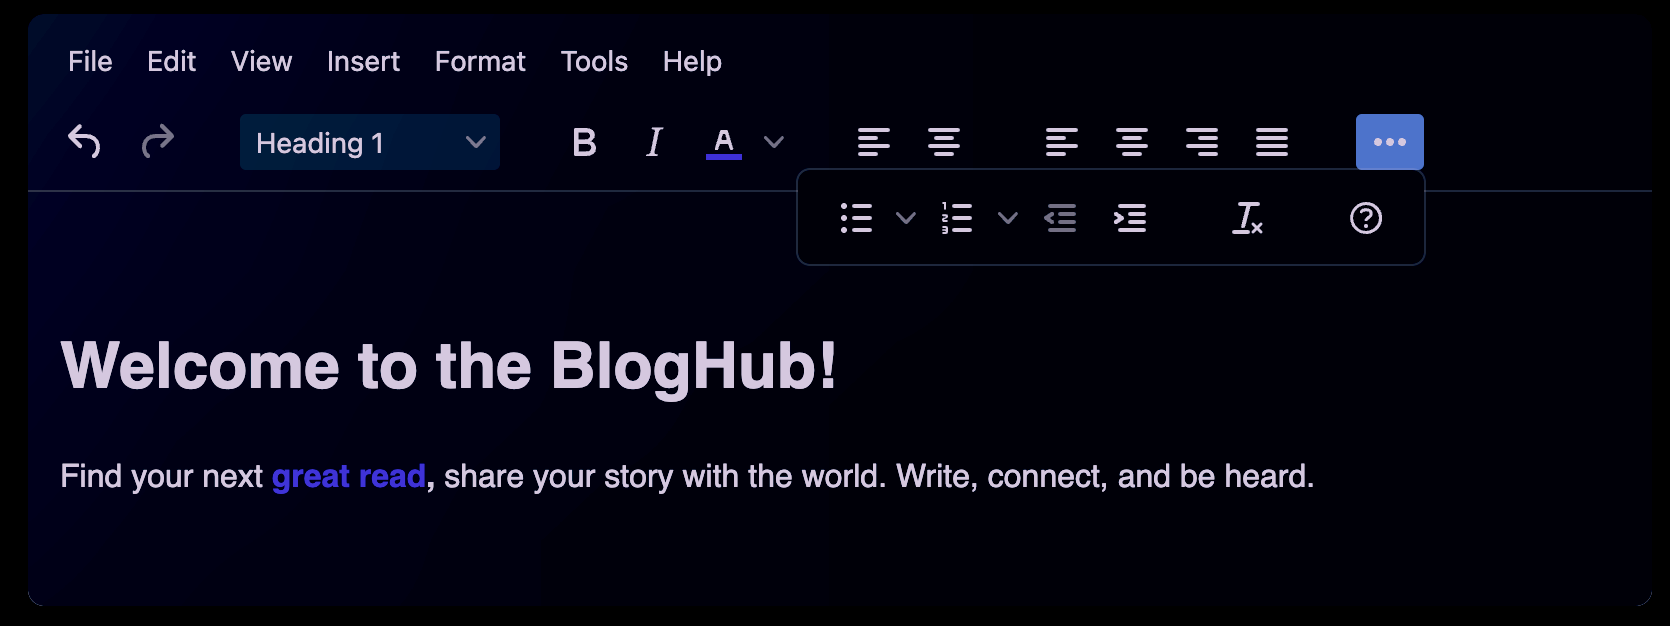 File Edit View Insert Format Tools Help
Heading 1 B I A
Welcome to the BlogHub!
Find your next great read, share your story with the world. Write, connect, and be heard.